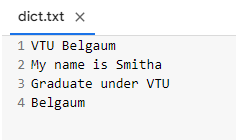 dict.txt ×
1 VTU Belgaum
2 My name is Smitha
3 Graduate under VTU
4 Belgaum